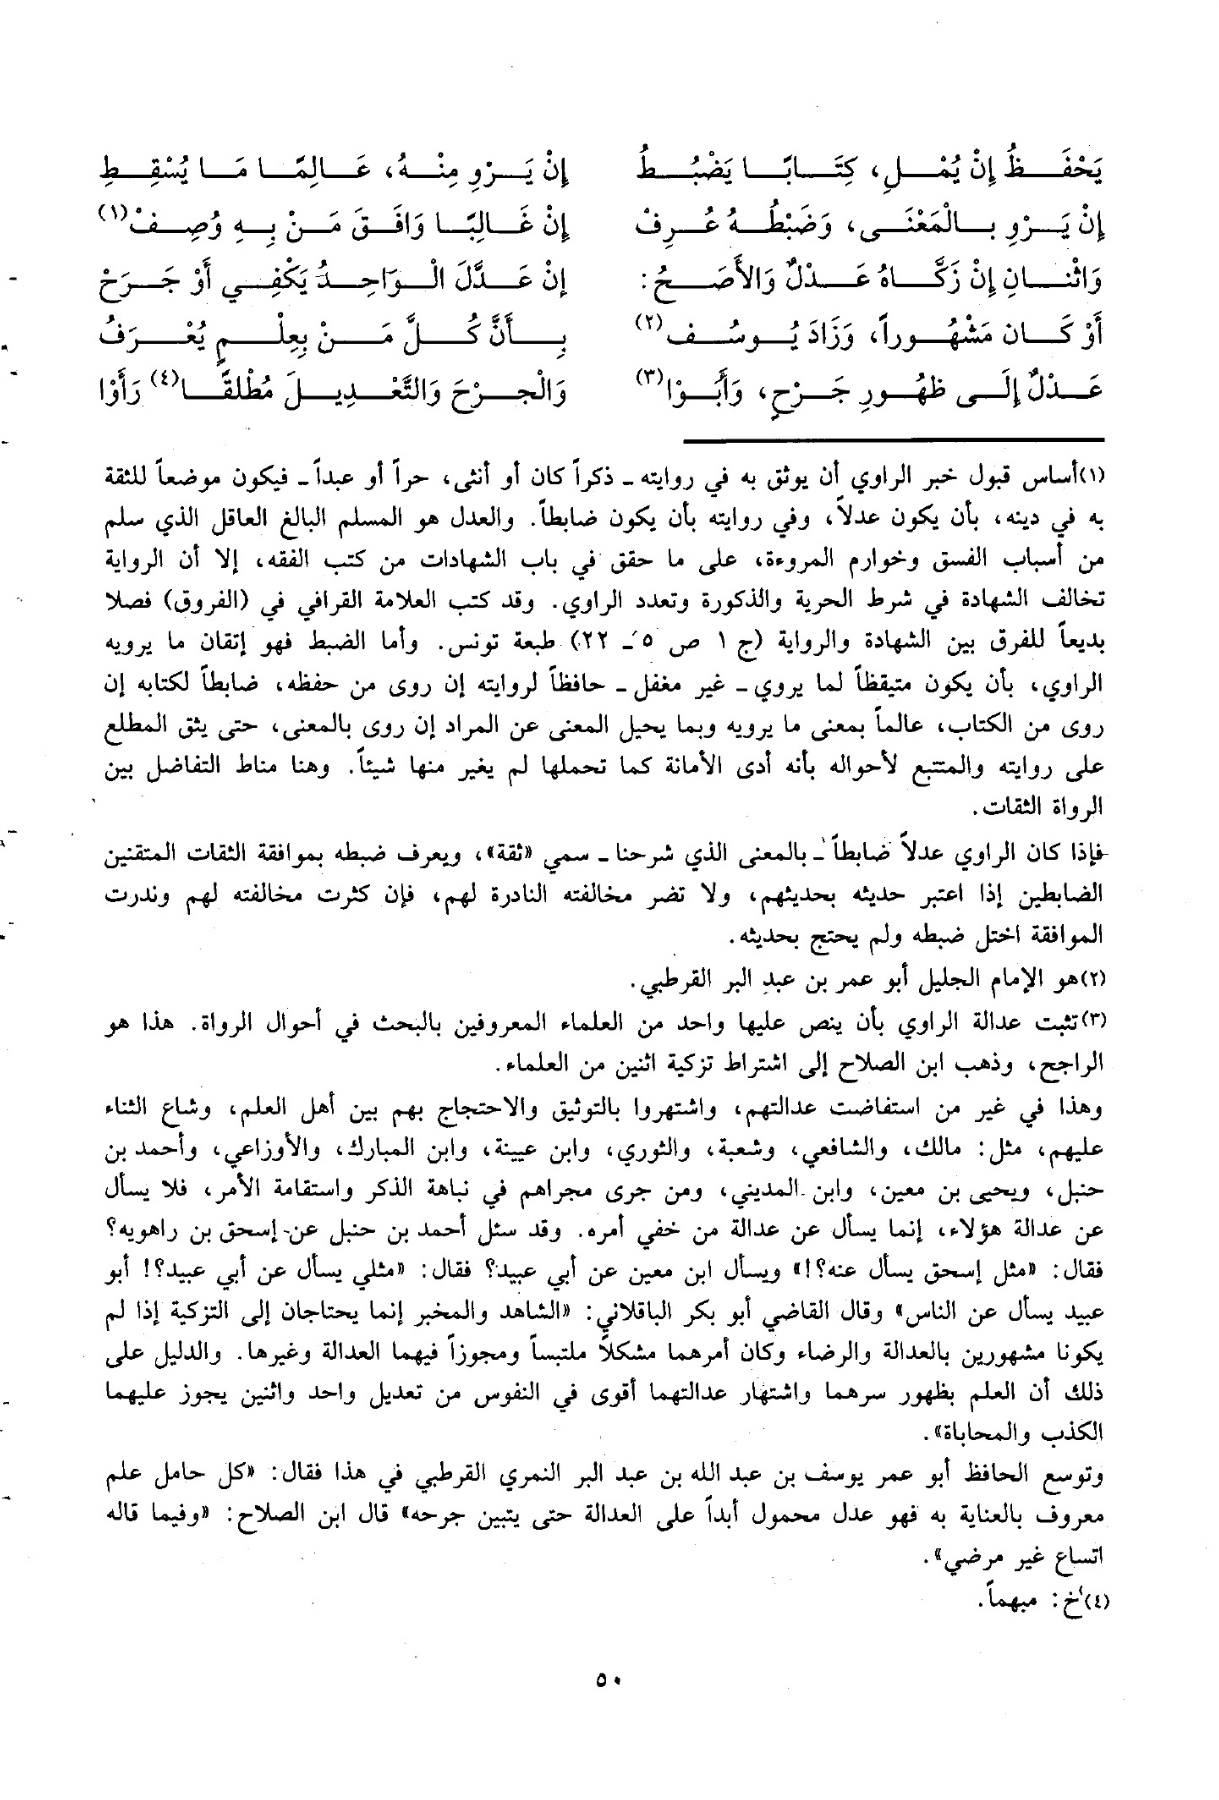 يَحْفَظُ إِنْ يُمْلِ، كِتَابًا يَضْبُطُ إِنْ يَرْوِ مِنْهُ، عَالِمًا مَا يُسْقِطِ
إِنْ يَرْوِ بِالْمَعْنَى، وَضَبْطُهُ عُرِفْ إِنْ غَالِبًا وَافَقَ مَنْ بِهِ وُصِفْ(١)
وَاثْنَانِ إِنْ زَكَّاهُ عَدْلٌ وَالأَصَحُ: إِنْ عَدَّلَ الْوَاحِدُ يَكْفِي أَوْ جَرَحْ
أَوْ كَانَ مَشْهُوراً، وَزَادَ يُوسُف(٢) بِأَنَّ كُلَّ مَنْ بِعِلْمٍ يُعْرَفُ
عَدْلٌ إِلَى ظهُورِ جَرْحٍ، وَأَبَوْا(٣) وَالْجرْحَ وَالتَّعْدِيلَ مُطْلَقًا(٤) رَأَوْا
(١)أساس قبول خبر الراوي أن يوثق به في روايته ـ ذكراً كان أو أنثى، حراً أو عبداً ـ فيكون موضعاً للثقة
به في دينه، بأن يكون عدلاً، وفي روايته بأن يكون ضابطاً. والعدل هو المسلم البالغ العاقل الذي سلم
من أسباب الفسق وخوارم المروءة، على ما حقق في باب الشهادات من كتب الفقه، إلا أن الرواية
تخالف الشهادة في شرط الحرية والذكورة وتعدد الراوي. وقد كتب العلامة القرافي في (الفروق) فصلا
بديعاً للفرق بين الشهادة والرواية (ج ١ ص ٥ ـ ٢٢) طبعة تونس. وأما الضبط فهو إتقان ما يرويه
الراوي، بأن يكون متيقظاً لما يروي ـ غير مغفل ـ حافظاً لروايته إن روى من حفظه، ضابطاً لكتابه إن
روى من الكتاب، عالماً بمعنى ما يرويه وبما يحيل المعنى عن المراد إن روى بالمعنى، حتى يثق المطلع
على روايته والمتتبع لأحواله بأنه أدى الأمانة كما تحملها لم يغير منها شيئاً. وهنا مناط التفاضل بين
الرواة الثقات.
فإذا كان الراوي عدلاً ضابطاً ـ بالمعنى الذي شرحنا ـ سمي «ثقة»، ويعرف ضبطه بموافقة الثقات المتقنين
الضابطين إذا اعتبر حديثه بحديثهم، ولا تضر مخالفته النادرة لهم، فإن كثرت مخالفته لهم وندرت
الموافقة اختل ضبطه ولم يحتج بحديثه.
(٢)هو الإمام الجليل أبو عمر بن عبد البر القرطبي.
(٣)تثبت عدالة الراوي بأن ينص عليها واحد من العلماء المعروفين بالبحث في أحوال الرواة. هذا هو
الراجح، وذهب ابن الصلاح إلى اشتراط تزكية اثنين من العلماء.
وهذا في غير من استفاضت عدالتهم، واشتهروا بالتوثيق والاحتجاج بهم بين أهل العلم، وشاع الثناء
عليهم، مثل: مالك، والشافعي، وشعبة، والثوري، وابن عيينة، وابن المبارك، والأوزاعي، وأحمد بن
حنبل، ويحيى بن معين، وابن المديني، ومن جرى مجراهم في نباهة الذكر واستقامة الأمر، فلا يسأل
عن عدالة هؤلاء، إنما يسأل عن عدالة من خفي أمره. وقد سئل أحمد بن حنبل عن إسحق بن راهويه؟
فقال: «مثل إسحق يسأل عنه؟!» ويسأل ابن معين عن أبي عبيد؟ فقال: «مثلي يسأل عن أبي عبيد؟! أبو
عبيد يسأل عن الناس» وقال القاضي أبو بكر الباقلاني: «الشاهد والمخبر إنما يحتاجان إلى التزكية إذا لم
يكونا مشهورين بالعدالة والرضاء وكان أمرهما مشكلاً ملتبساً ومجوزاً فيهما العدالة وغيرها. والدليل على
ذلك أن العلم بظهور سرهما واشتهار عدالتهما أقوى في النفوس من تعديل واحد واثنين يجوز عليهما
الكذب والمحاباة».
وتوسع الحافظ أبو عمر يوسف بن عبد الله بن عبد البر النمري القرطبي في هذا فقال: «كل حامل علم
معروف بالعناية به فهو عدل محمول أبداً على العدالة حتى يتبين جرحه» قال ابن الصلاح: «وفيما قاله
اتساع غير مرضي».
(٤)خ: مبهماً.
٥٠